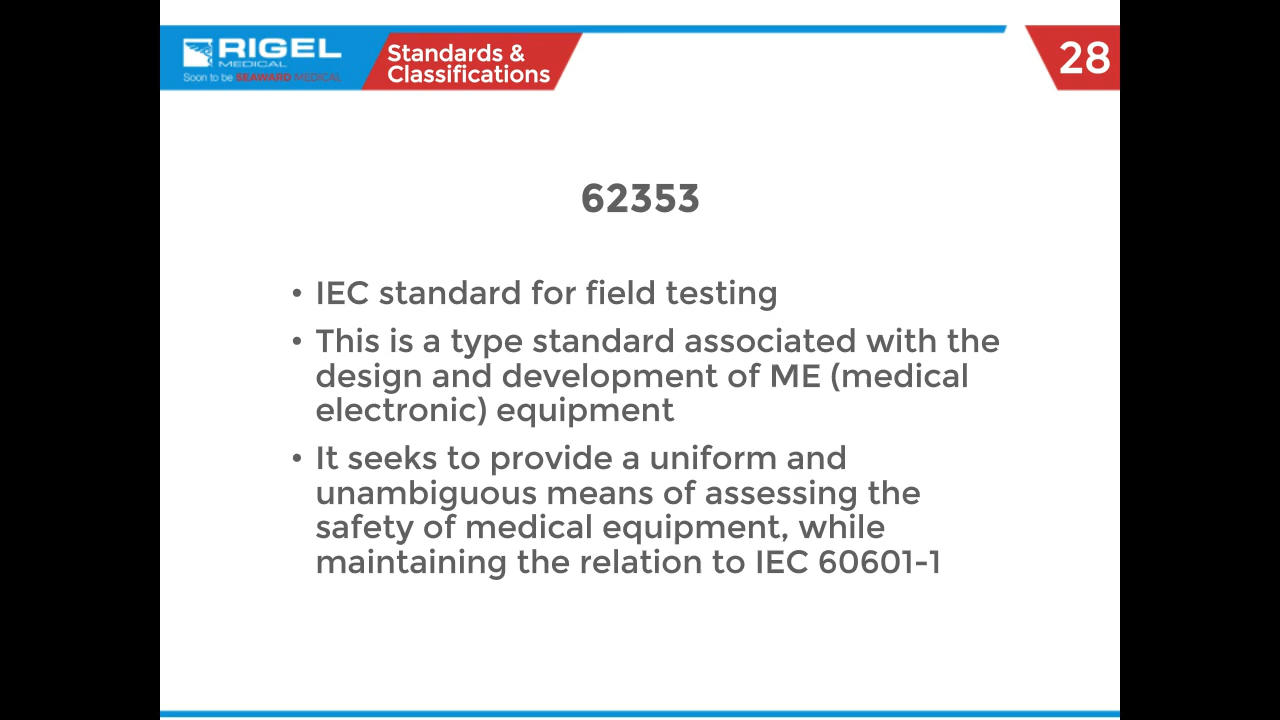 RIGEL
MEDICAL
Soon to be SEAWARD MEDICAL
Standards &
Classifications
28
62353
• IEC standard for field testing
• This is a type standard associated with the
design and development of ME (medical
electronic) equipment
• It seeks to provide a uniform and
unambiguous means of assessing the
safety of medical equipment, while
maintaining the relation to IEC 60601-1